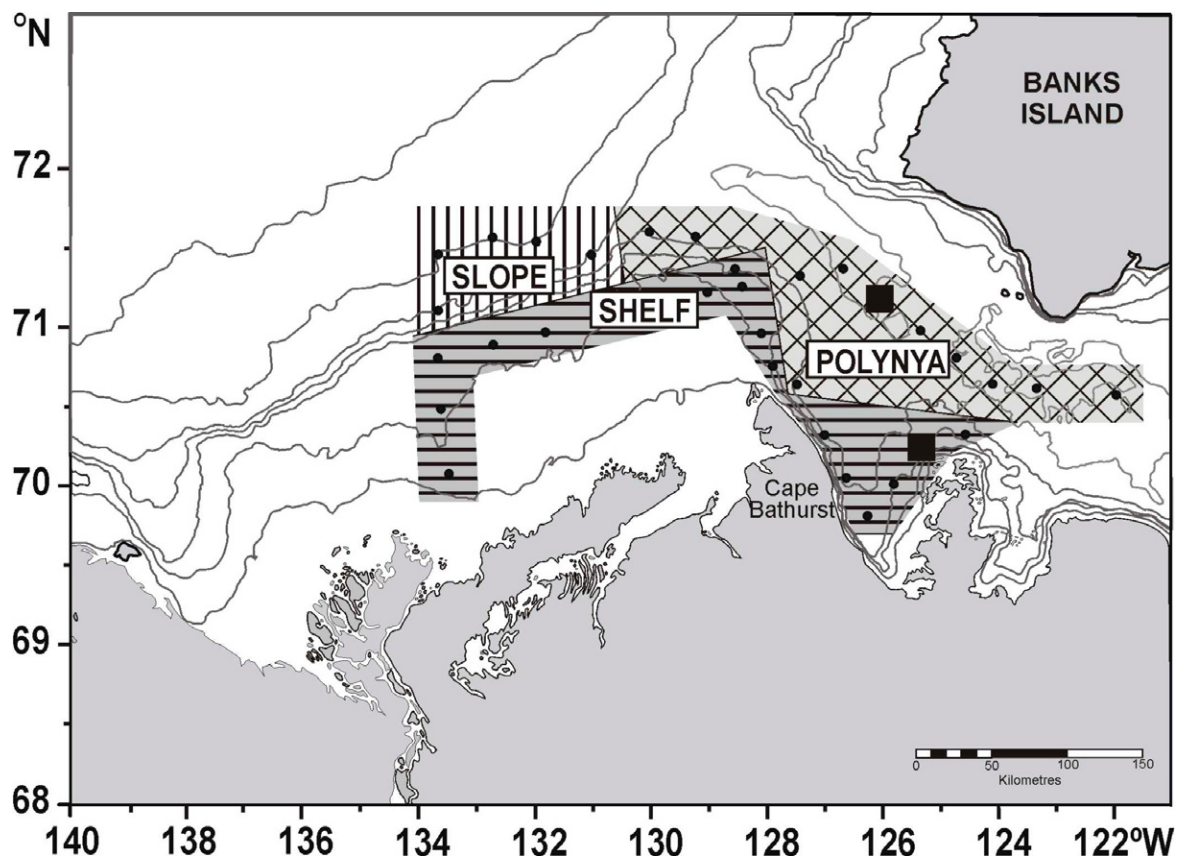 °N
BANKS
ISLAND
72
SLOPE
SHELF
71
POLYNYA
70
Cape
Bathurst
69
0 50 100 150
Kilometres
68
140 138 136 134 132 130 128 126 124 122°W